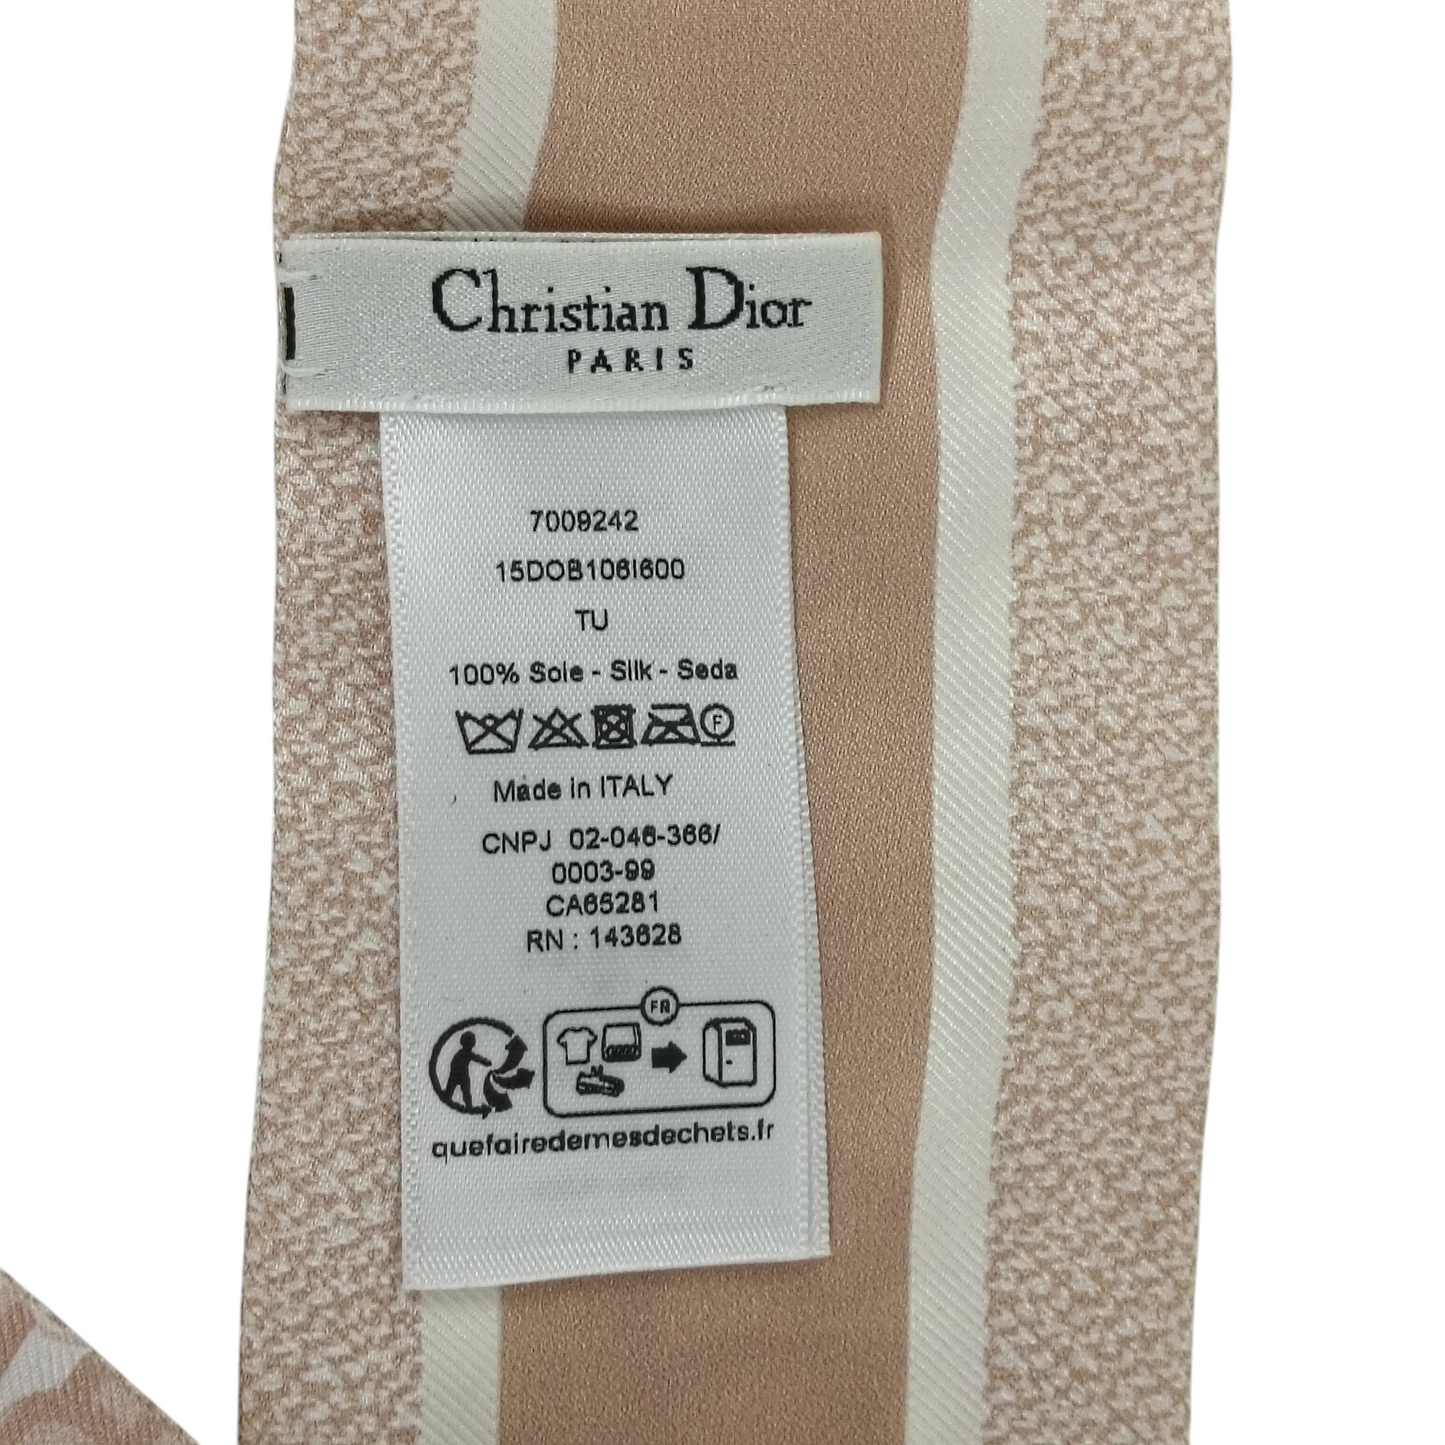 Christian Dior
PARIS
7009242
15DOB106I600
TU
100% Soie - Silk - Seda
F
Made in ITALY
CNPJ 02-046-366/
0003-99
CA65281
RN : 143628
FR
quefairedemesdechets.fr